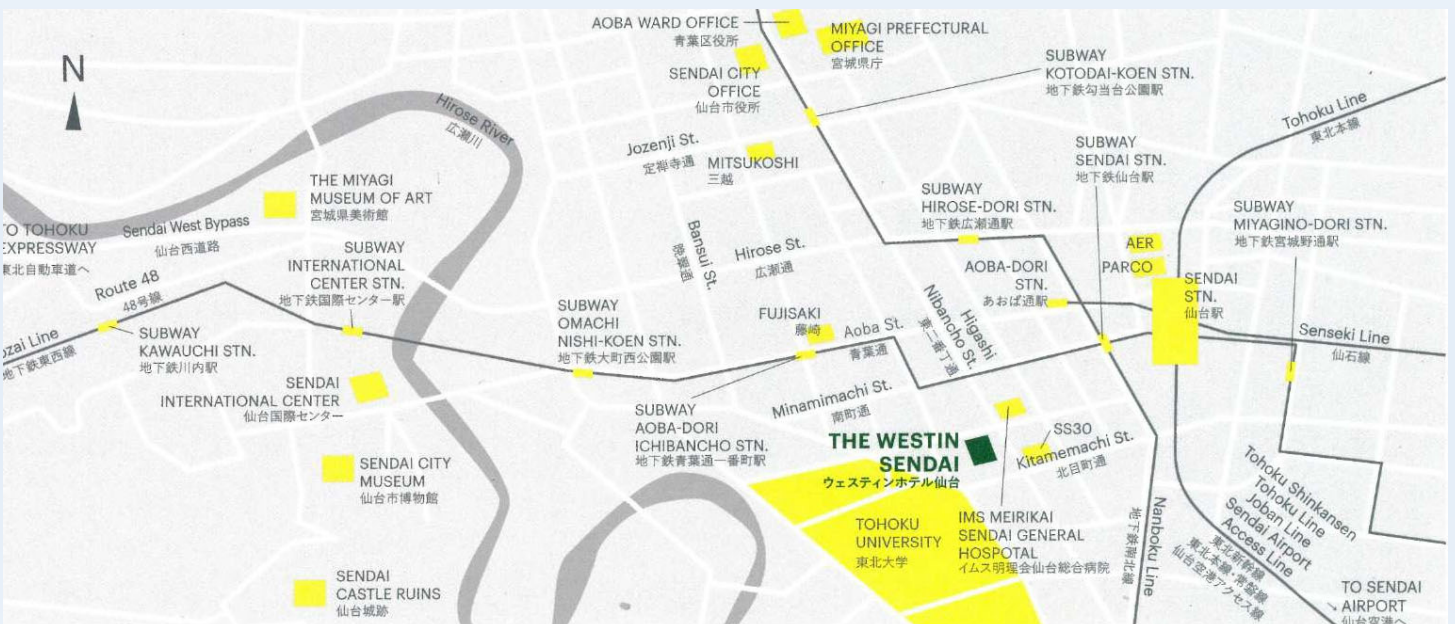 AOBA WARD OFFICE
青葉区役所
MIYAGI PREFECTURAL
OFFICE
宮城県庁
SENDAI CITY
OFFICE
仙台市役所
SUBWAY
KOTODAI-KOEN STN.
地下鉄勾当台公園駅
N
Hirose River
広瀬川
Tohoku Line
東北本線
Jozenji St.
定禅寺通
MITSUKOSHI
三越
SUBWAY
SENDAI STN.
地下鉄仙台駅
THE MIYAGI
MUSEUM OF ART
宮城県美術館
SUBWAY
HIROSE-DORI STN.
地下鉄広瀬通駅
SUBWAY
MIYAGINO-DORI STN.
地下鉄宮城野通駅
TO TOHOKU
EXPRESSWAY
東北自動車道へ
Sendai West Bypass
仙台西道路
SUBWAY
INTERNATIONAL
CENTER STN.
地下鉄国際センター駅
Bansui St.
晩翠通
Hirose St.
広瀬通
AER
PARCO
AOBA-DORI
STN.
あおば通駅
SENDAI
STN.
仙台駅
Route 48
48号線
ozai Line
地下鉄東西線
SUBWAY
KAWAUCHI STN.
地下鉄川内駅
SUBWAY
OMACHI
NISHI-KOEN STN.
地下鉄大町西公園駅
FUJISAKI
藤崎
Aoba St.
青葉通
Higashi
Nibancho St.
東二番丁通
Senseki Line
仙石線
SENDAI
INTERNATIONAL CENTER
仙台国際センター
Minamimachi St.
南町通
SUBWAY
AOBA-DORI
ICHIBANCHO STN.
地下鉄青葉通一番町駅
THE WESTIN
SENDAI
ウェスティンホテル仙台
SS30
Kitamemachi St.
北目町通
SENDAI CITY
MUSEUM
仙台市博物館
TOHOKU
UNIVERSITY
東北大学
IMS MEIRIKAI
SENDAI GENERAL
HOSPOTAL
イムス明理会仙台総合病院
Nanboku Line
地下鉄南北線
Tohoku Shinkansen
Tohoku Line
Joban Line
Sendai Airport
Access Line
東北新幹線
東北本線・常磐線
仙台空港アクセス線
SENDAI
CASTLE RUINS
仙台城跡
TO SENDAI
AIRPORT
仙台空港へ